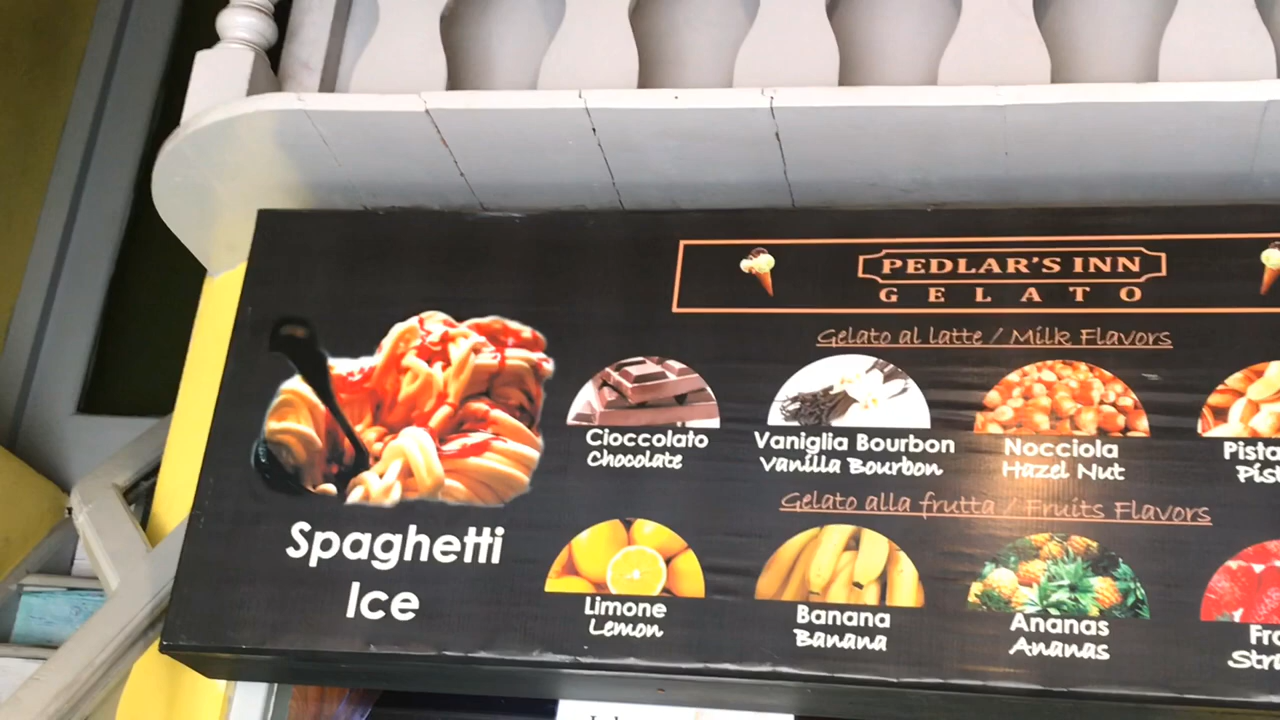 PEDLAR'S INN
GELATO
Gelato al latte / Milk Flavors
Cioccolato
Chocolate
Vaniglia Bourbon
Vanilla Bourbon
Nocciola
Hazel Nut
Pista
Pist
Gelato alla frutta / Fruits Flavors
Spaghetti
Ice
Limone
Lemon
Banana
Banana
Ananas
Ananas
Fra
Stra